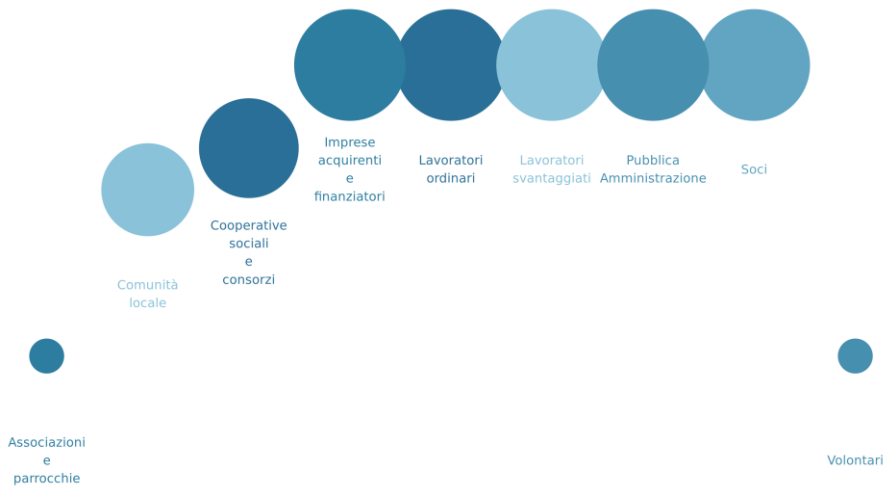 Associazioni
e
parrocchie
Comunità
locale
Cooperative
sociali
e
consorzi
Imprese
acquirenti
e
finanziatori
Lavoratori
ordinari
Lavoratori
svantaggiati
Pubblica
Amministrazione
Soci
Volontari